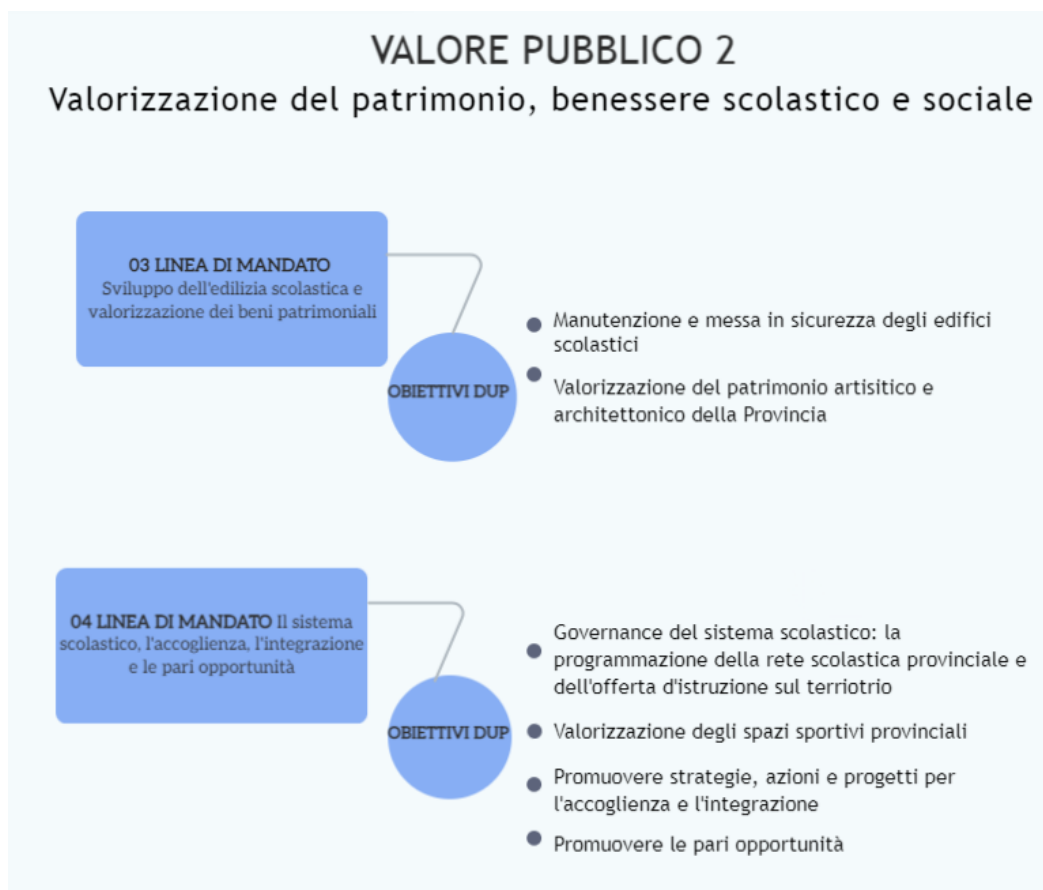 VALORE PUBBLICO 2
Valorizzazione del patrimonio, benessere scolastico e sociale
03 LINEA DI MANDATO
Sviluppo dell'edilizia scolastica e
valorizzazione dei beni patrimoniali
OBIETTIVI DUP
Manutenzione e messa in sicurezza degli edifici
scolastici
Valorizzazione del patrimonio artisitico e
architettonico della Provincia
04 LINEA DI MANDATO Il sistema
scolastico, l'accoglienza, l'integrazione
e le pari opportunità
OBIETTIVI DUP
Governance del sistema scolastico: la
programmazione della rete scolastica provinciale e
dell'offerta d'istruzione sul terriotrio
Valorizzazione degli spazi sportivi provinciali
Promuovere strategie, azioni e progetti per
l'accoglienza e l'integrazione
Promuovere le pari opportunità